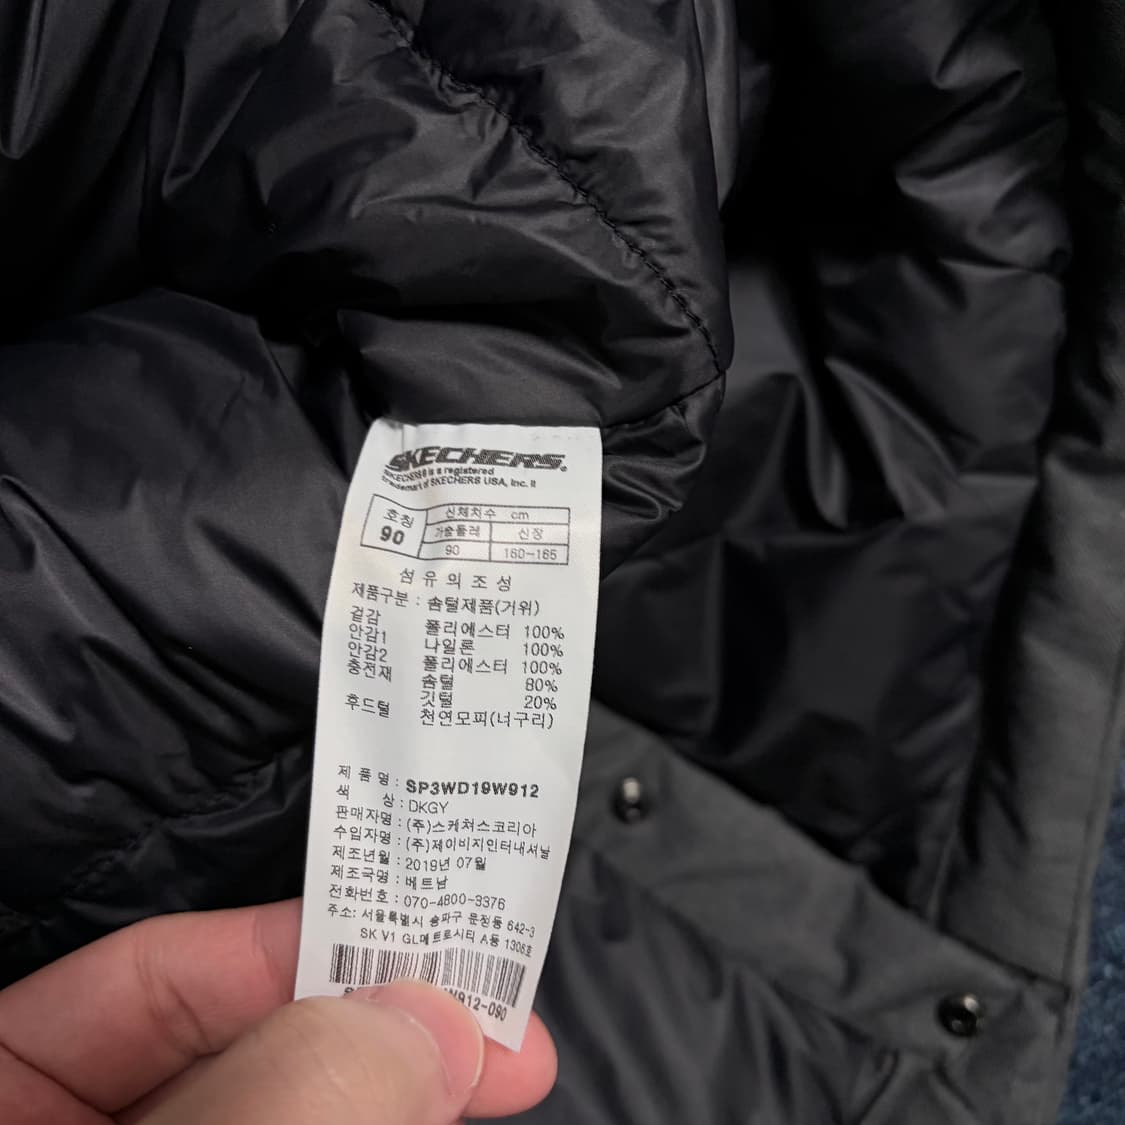 SKECHERS.
SKECHERS® is a registered
trademark of SKECHERS USA, Inc. It
호칭 신체치수 cm
90 가슴둘레 신장
90 160-165
섬유의조성
제품구분 : 솜털제품(거위)
겉감 폴리에스터 100%
안감1 나일론 100%
안감2 폴리에스터 100%
충전재 솜털 80%
깃털 20%
후드털 천연모피(너구리)
제품명 : SP3WD19W912
색상 : DKGY
판매자명 : (주)스케쳐스코리아
수입자명 : (주)제이비지인터내셔날
제조년월 : 2019년 07월
제조국명 : 베트남
전화번호 : 070-4800-3376
주소: 서울특별시 송파구 문정동 642-3
SK V1 GL메트로시티 A동 1306호
W912-090